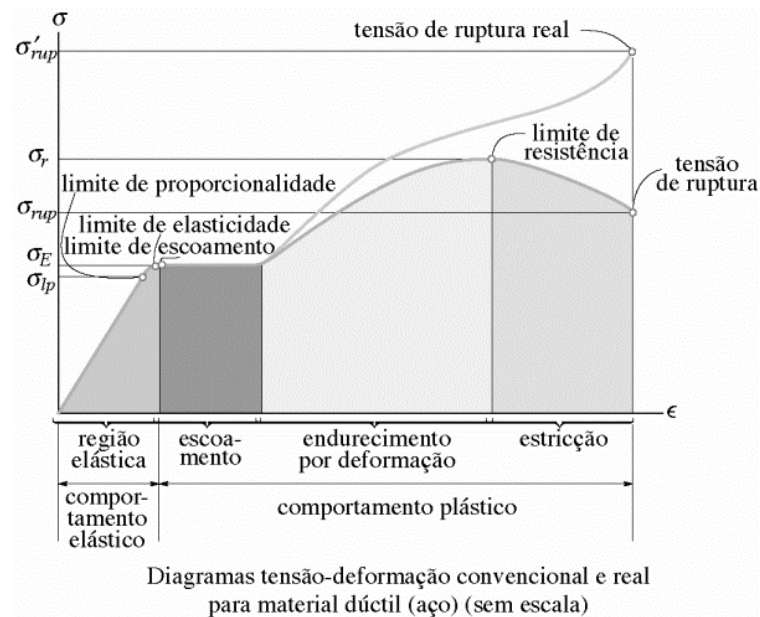 σ
σ′rup
tensão de ruptura real
σr
limite de
resistência
limite de proporcionalidade
tensão
de ruptura
σrup
limite de elasticidade
limite de escoamento
σE
σlp
ϵ
região
elástica
escoa-
mento
endurecimento
por deformação
estricção
compor-
tamento
elástico
comportamento plástico
Diagramas tensão-deformação convencional e real
para material dúctil (aço) (sem escala)